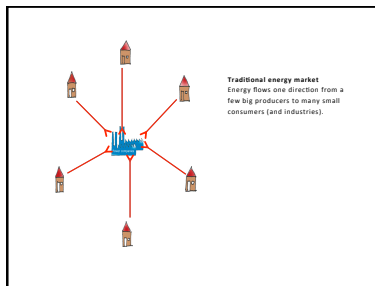 Traditional energy market
Energy flows one direction from a
few big producers to many small
consumers (and industries).